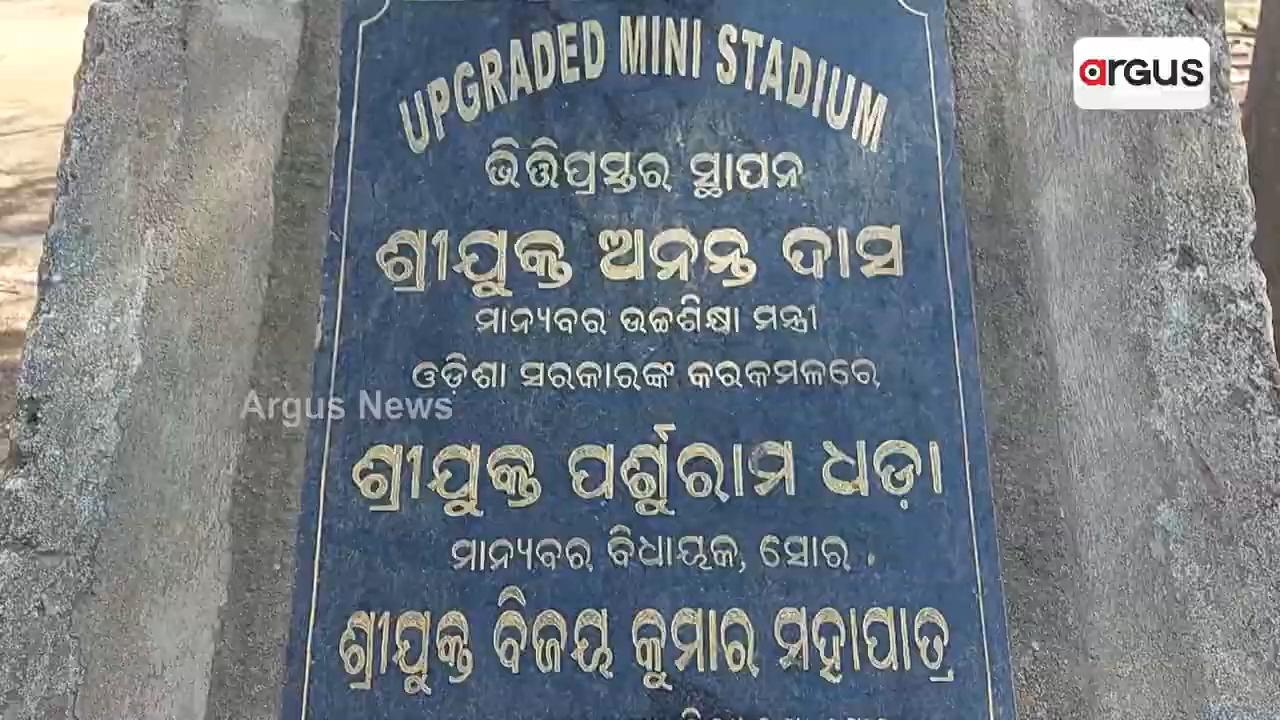 UPGRADED MINI STADIUM
argus
ଭିତ୍ତିପ୍ରସ୍ତର ସ୍ଥାପନ
ଶ୍ରୀଯୁକ୍ତ ଅନନ୍ତ ଦାସ
ମାନ୍ୟବର ଉଚ୍ଚଶିକ୍ଷା ମନ୍ତ୍ରୀ
ଓଡ଼ିଶା ସରକାରଙ୍କ କରକମଳରେ
Argus News
ଶ୍ରୀଯୁକ୍ତ ପର୍ଶୁରାମ ଧଡ଼ା
ମାନ୍ୟବର ବିଧାୟକ, ସୋର .
ଶ୍ରୀଯୁକ୍ତ ବିଜୟ କୁମାର ମହାପାତ୍ର